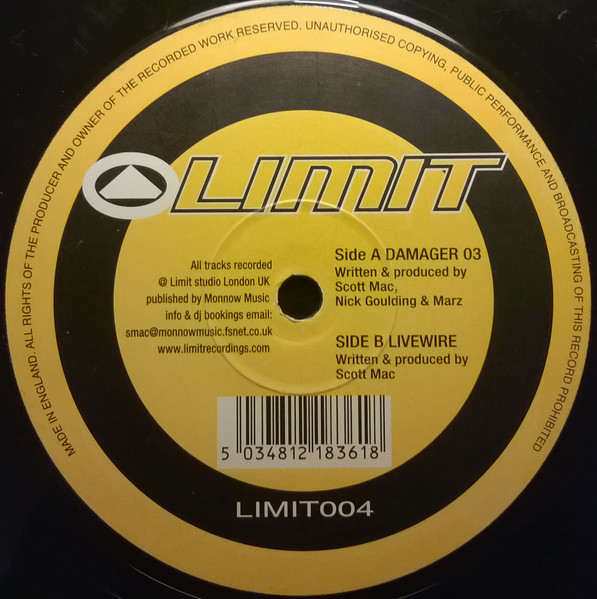 MADE IN ENGLAND. ALL RIGHTS OF THE PRODUCER AND OWNER OF THE RECORDED WORK RESERVED. UNAUTHORISED COPYING, PUBLIC PERFORMANCE AND BROADCASTING OF THIS RECORD PROHIBITED
LIMIT
All tracks recorded
@ Limit studio London UK
published by Monnow Music
info & dj bookings email:
smac@monnowmusic.fsnet.co.uk
www.limitrecordings.com
Side A DAMAGER 03
Written & produced by
Scott Mac,
Nick Goulding & Marz
SIDE B LIVEWIRE
Written & produced by
Scott Mac
5 034812 183618
LIMIT004